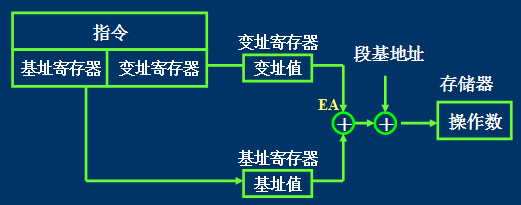 指令
基址寄存器 变址寄存器
变址寄存器
变址值
段基地址
存储器
EA
操作数
基址寄存器
基址值